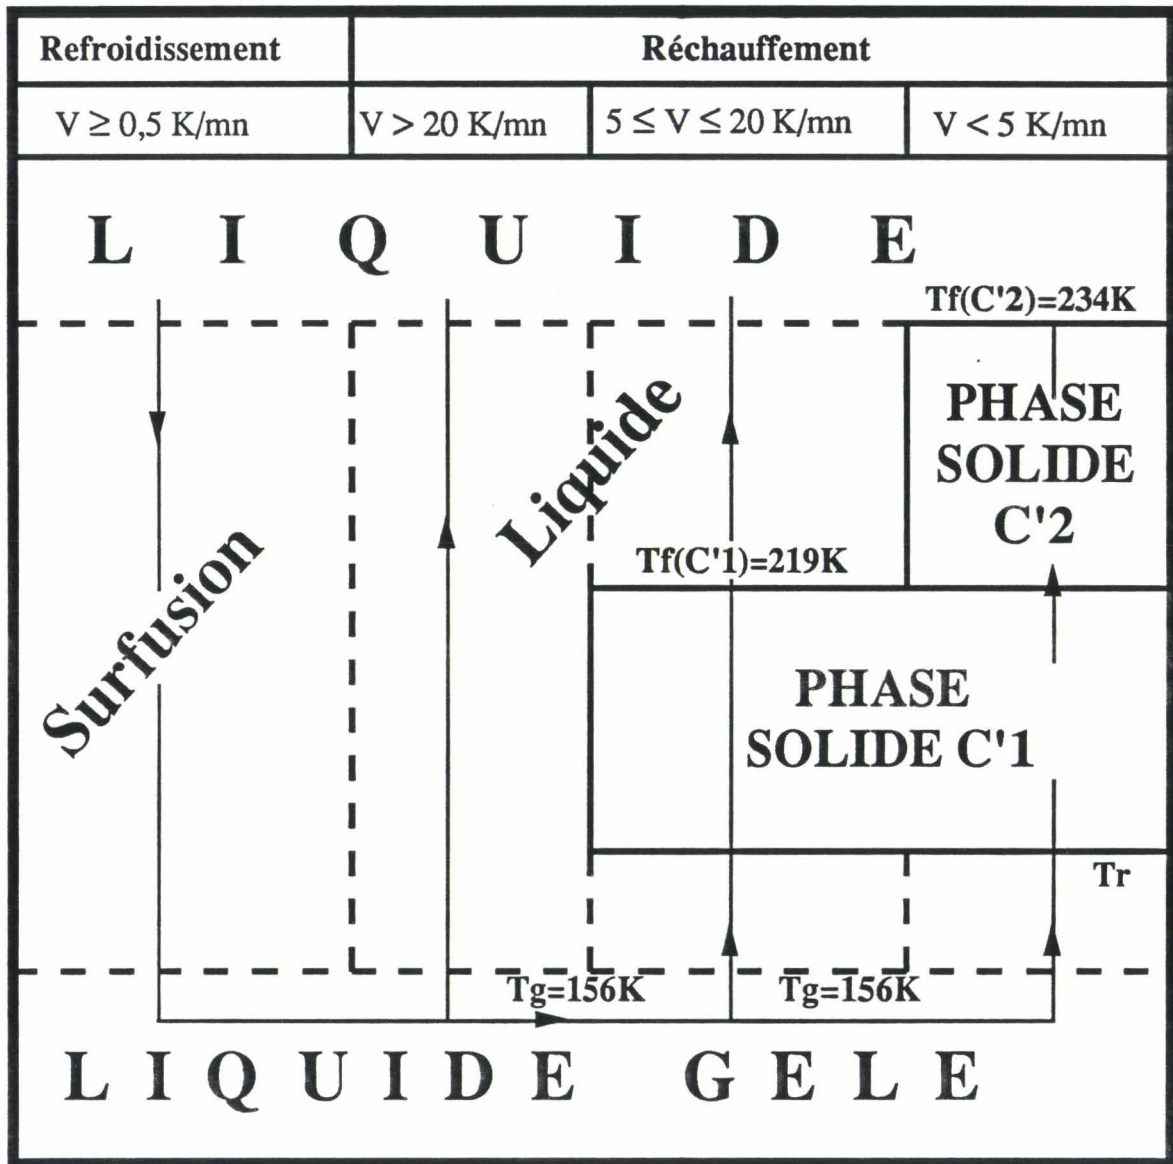 Refroidissement
Réchauffement
V ≥ 0,5 K/mn
V > 20 K/mn
5 ≤ V ≤ 20 K/mn
V < 5 K/mn
L I Q U I D E
Tf(C'2)=234K
PHASE
SOLIDE
C'2
Liquide
Tf(C'1)=219K
Surfusion
PHASE
SOLIDE C'1
Tr
Tg=156K
Tg=156K
L I Q U I D E G E L E